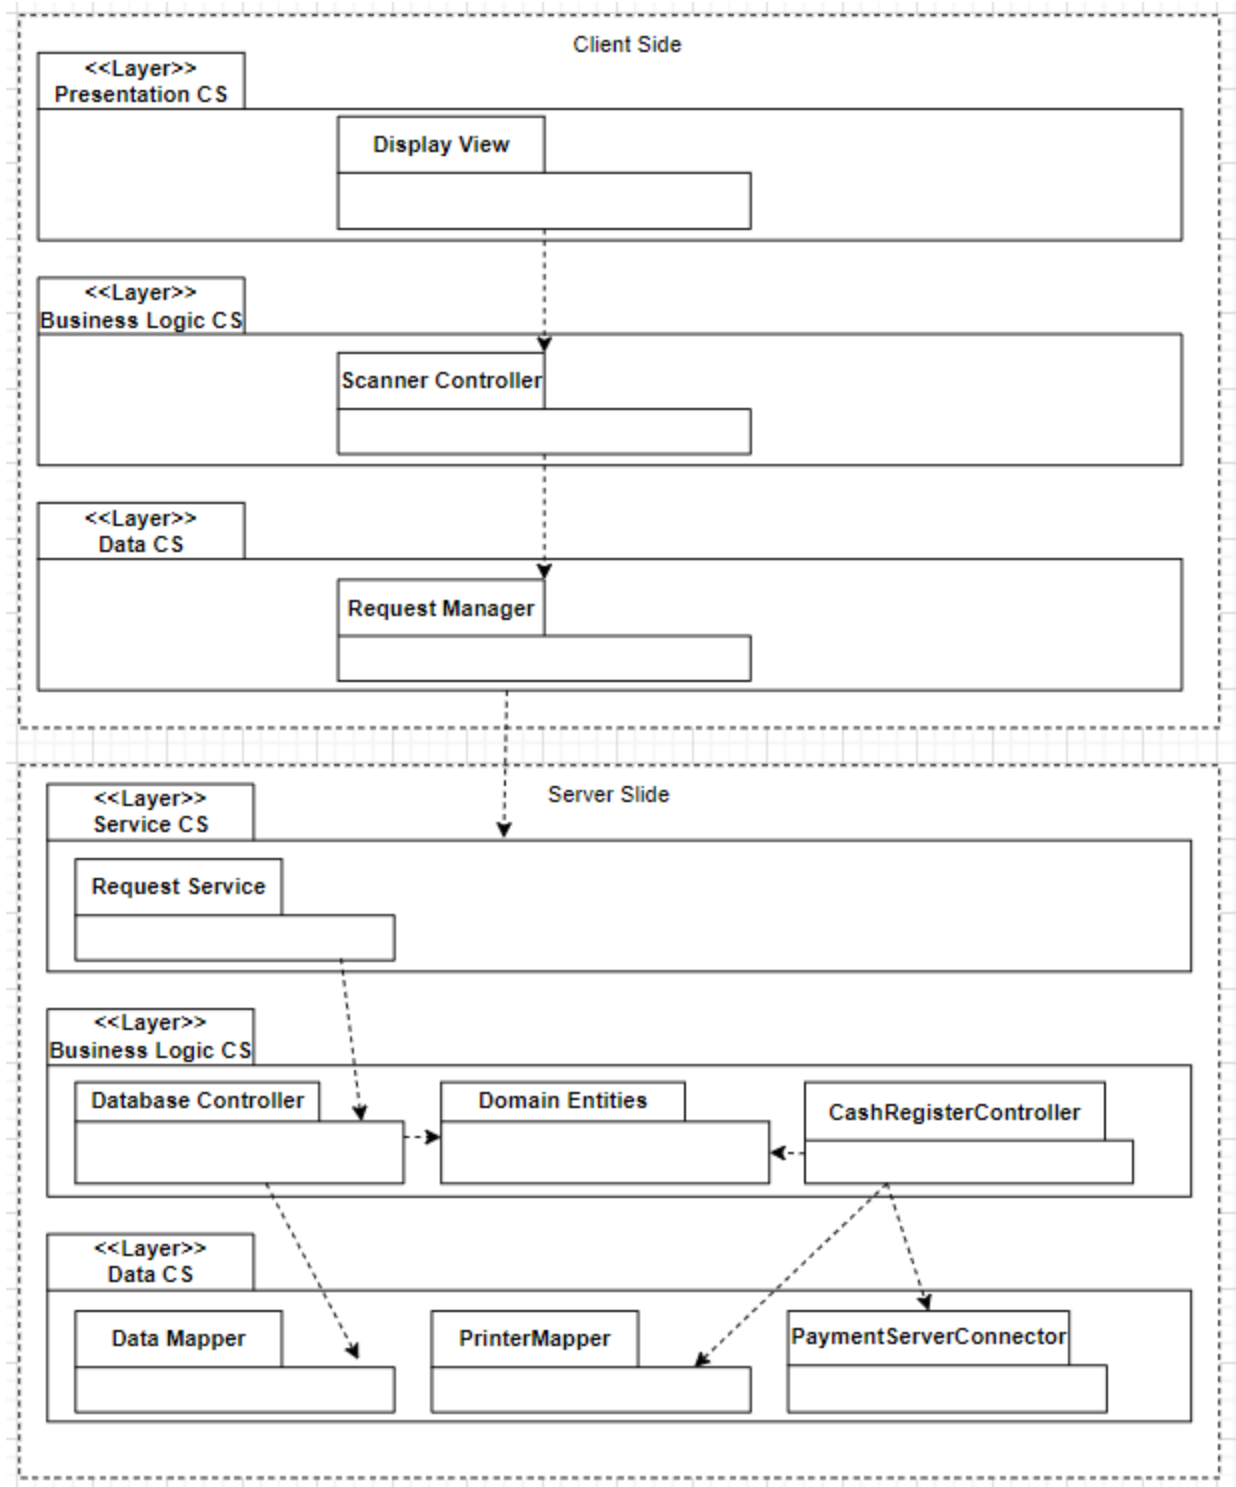 Client Side
<<Layer>>
Presentation CS
Display View
<<Layer>>
Business Logic CS
Scanner Controller
<<Layer>>
Data CS
Request Manager
Server Slide
<<Layer>>
Service CS
Request Service
<<Layer>>
Business Logic CS
Database Controller
Domain Entities
CashRegisterController
<<Layer>>
Data CS
Data Mapper
PrinterMapper
PaymentServerConnector